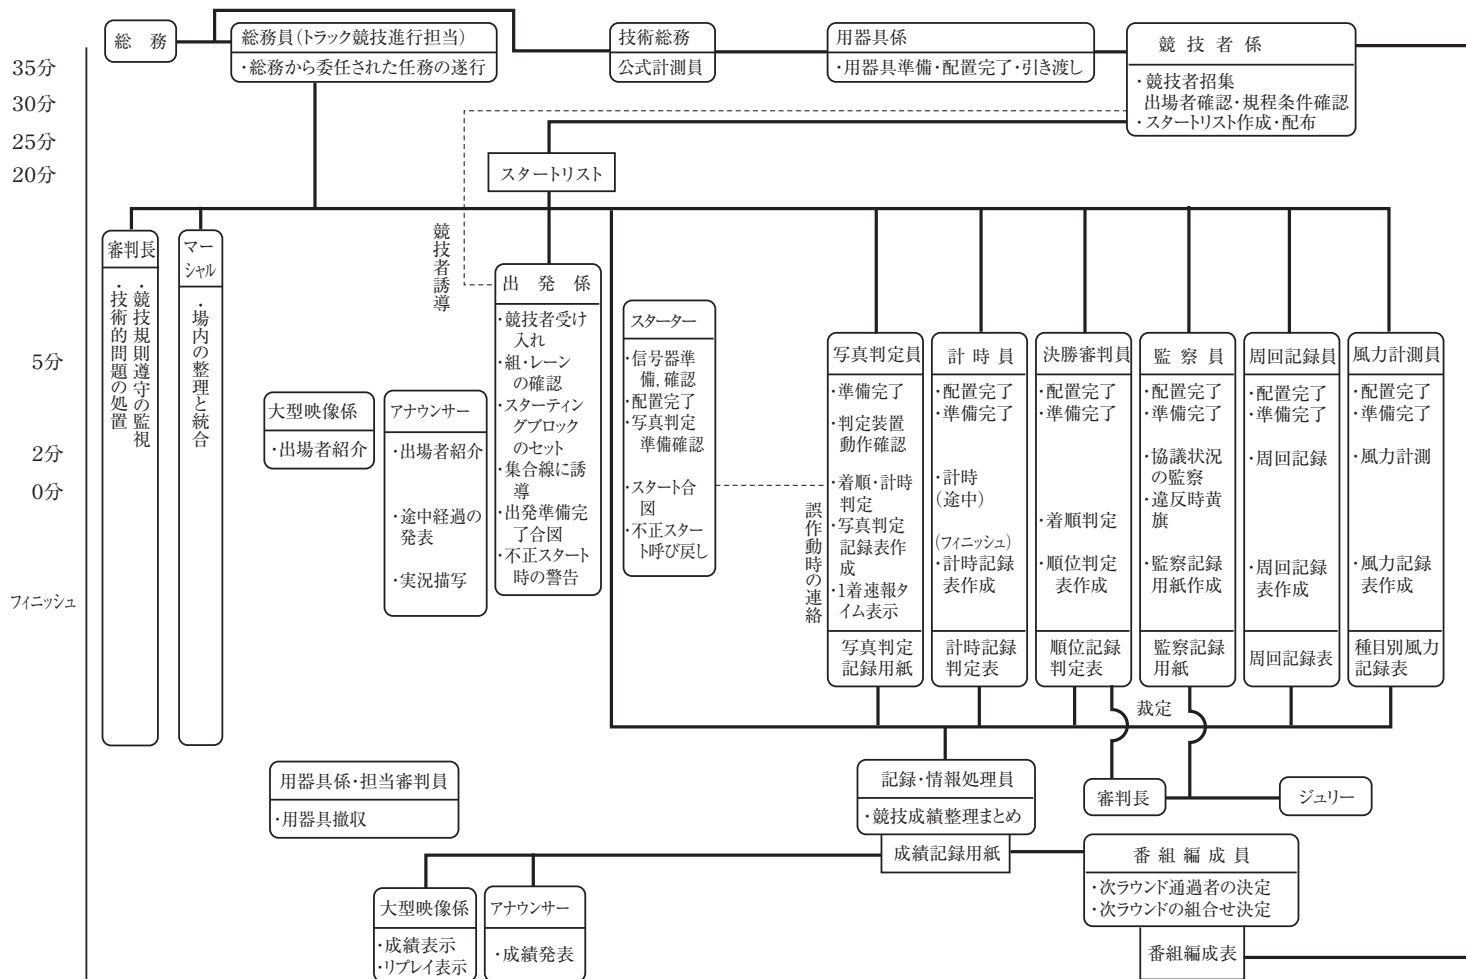 総 務
総務員(トラック競技進行担当)
・総務から委任された任務の遂行
技術総務
公式計測員
用器具係
・用器具準備・配置完了・引き渡し
競 技 者 係
・競技者招集
出場者確認・規程条件確認
・スタートリスト作成・配布
35分
30分
25分
20分
5分
2分
0分
フィニッシュ
スタートリスト
競技者誘導
審判長
・競技規則遵守の監視
・技術的問題の処置
マー
シャル
・場内の整理と統合
大型映像係
・出場者紹介
アナウンサー
・出場者紹介
・途中経過の
発表
・実況描写
出 発 係
・競技者受け
入れ
・組・レーン
の確認
・スターティン
グブロック
のセット
・集合線に誘
導
・出発準備完
了合図
・不正スタート
時の警告
スターター
・信号器準
備,確認
・配置完了
・写真判定
準備確認
・スタート合
図
・不正スター
ト呼び戻し
誤作動時の連絡
写真判定員
・準備完了
・判定装置
動作確認
・着順・計時
判定
・写真判定
記録表作
成
・1着速報タ
イム表示
写真判定
記録用紙
計 時 員
・配置完了
・準備完了
・計時
(途中)
(フィニッシュ)
・計時記録
表作成
計時記録
判定表
決勝審判員
・配置完了
・準備完了
・着順判定
・順位判定
表作成
順位記録
判定表
監 察 員
・配置完了
・準備完了
・協議状況
の監察
・違反時黄
旗
・監察記録
用紙作成
監察記録
用紙
周回記録員
・配置完了
・準備完了
・周回記録
・周回記録
表作成
周回記録表
風力計測員
・配置完了
・準備完了
・風力計測
・風力記録
表作成
種目別風力
記録表
裁定
用器具係・担当審判員
・用器具撤収
記録・情報処理員
・競技成績整理まとめ
成績記録用紙
審判長
ジュリー
番 組 編 成 員
・次ラウンド通過者の決定
・次ラウンドの組合せ決定
番組編成表
大型映像係
・成績表示
・リプレイ表示
アナウンサー
・成績発表